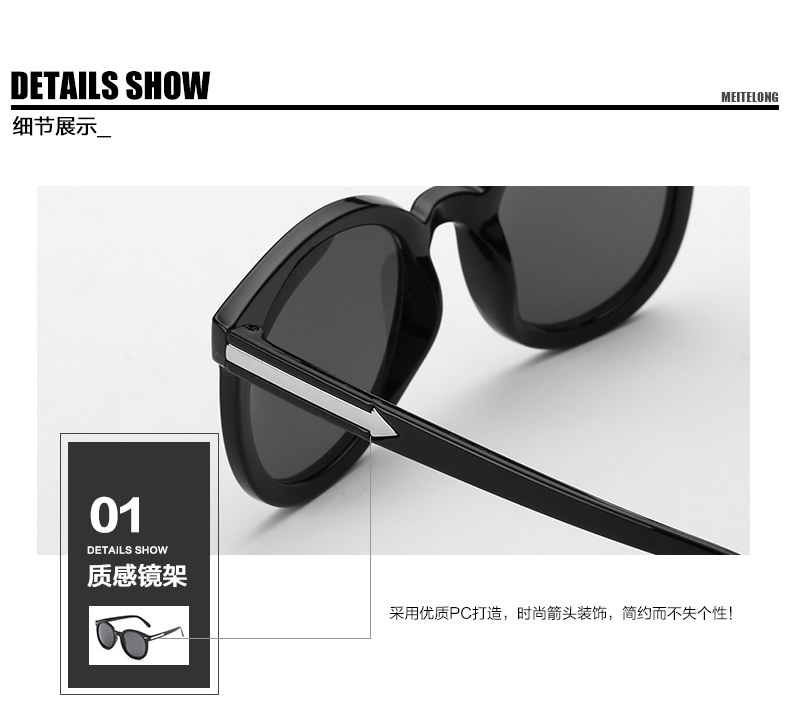 DETAILS SHOW
MEITELONG
细节展示_
01
DETAILS SHOW
质感镜架
采用优质PC打造，时尚箭头装饰，简约而不失个性！